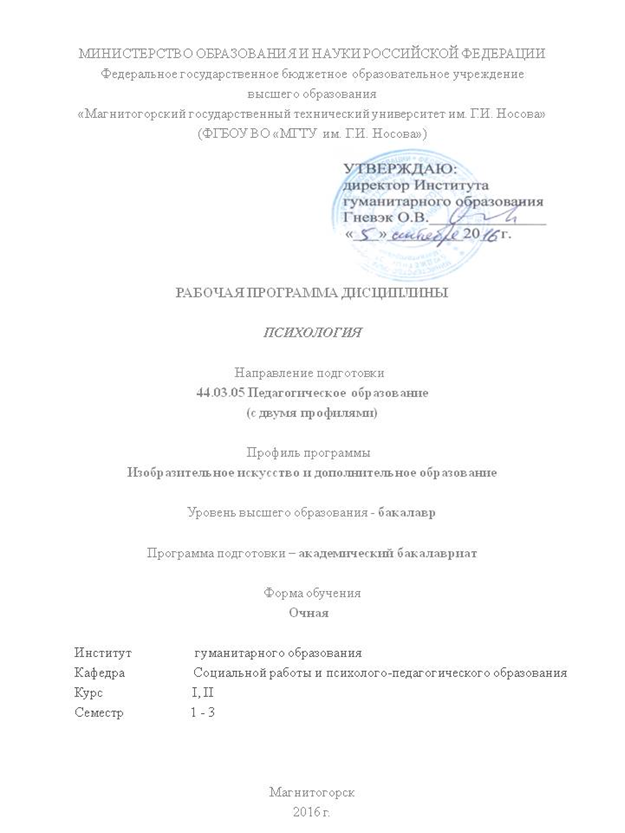 МИНИСТЕРСТВО ОБРАЗОВАНИЯ И НАУКИ РОССИЙСКОЙ ФЕДЕРАЦИИ
Федеральное государственное бюджетное образовательное учреждение
высшего образования
«Магнитогорский государственный технический университет им. Г.И. Носова»
(ФГБОУ ВО «МГТУ им. Г.И. Носова»)
УТВЕРЖДАЮ:
директор Института
гуманитарного образования
Гневэк О.В.
« 5 » сентября 2016 г.
РАБОЧАЯ ПРОГРАММА ДИСЦИПЛИНЫ
ПСИХОЛОГИЯ
Направление подготовки
44.03.05 Педагогическое образование
(с двумя профилями)
Профиль программы
Изобразительное искусство и дополнительное образование
Уровень высшего образования - бакалавр
Программа подготовки – академический бакалавриат
Форма обучения
Очная
Институт гуманитарного образования
Кафедра Социальной работы и психолого-педагогического образования
Курс I, II
Семестр 1 - 3
Магнитогорск
2016 г.